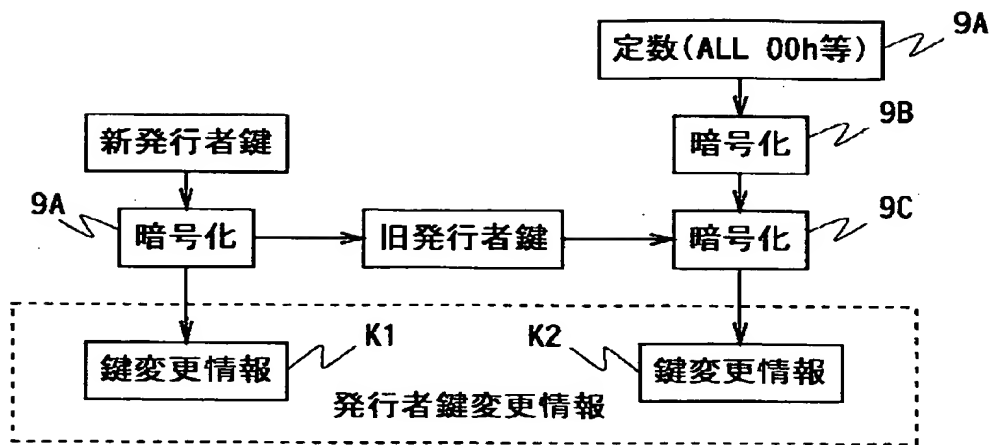 定数(ALL 00h等)
9A
新発行者鍵
暗号化
9B
9A
暗号化
旧発行者鍵
暗号化
9C
鍵変更情報
K1
K2
鍵変更情報
発行者鍵変更情報